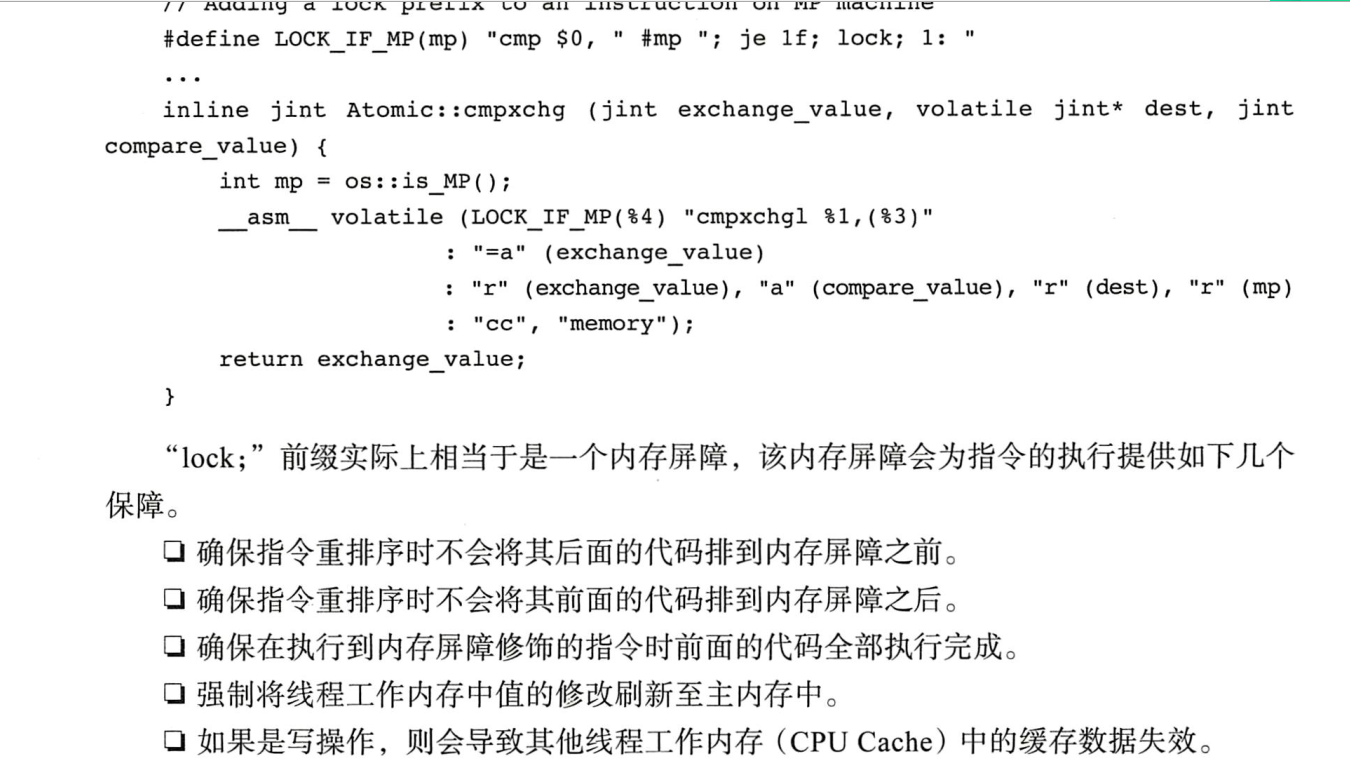 // Adding a lock prefix to an instruction on MP machine
#define LOCK_IF_MP(mp) "cmp $0, " #mp "; je 1f; lock; 1: "
...
inline jint Atomic::cmpxchg (jint exchange_value, volatile jint* dest, jint
compare_value) {
int mp = os::is_MP();
__asm__ volatile (LOCK_IF_MP(%4) "cmpxchgl %1,(%3)"
: "=a" (exchange_value)
: "r" (exchange_value), "a" (compare_value), "r" (dest), "r" (mp)
: "cc", "memory");
return exchange_value;
}
“lock;”前缀实际上相当于是一个内存屏障，该内存屏障会为指令的执行提供如下几个
保障。
❏ 确保指令重排序时不会将其后面的代码排到内存屏障之前。
❏ 确保指令重排序时不会将其前面的代码排到内存屏障之后。
❏ 确保在执行到内存屏障修饰的指令时前面的代码全部执行完成。
❏ 强制将线程工作内存中值的修改刷新至主内存中。
❏ 如果是写操作，则会导致其他线程工作内存（CPU Cache）中的缓存数据失效。